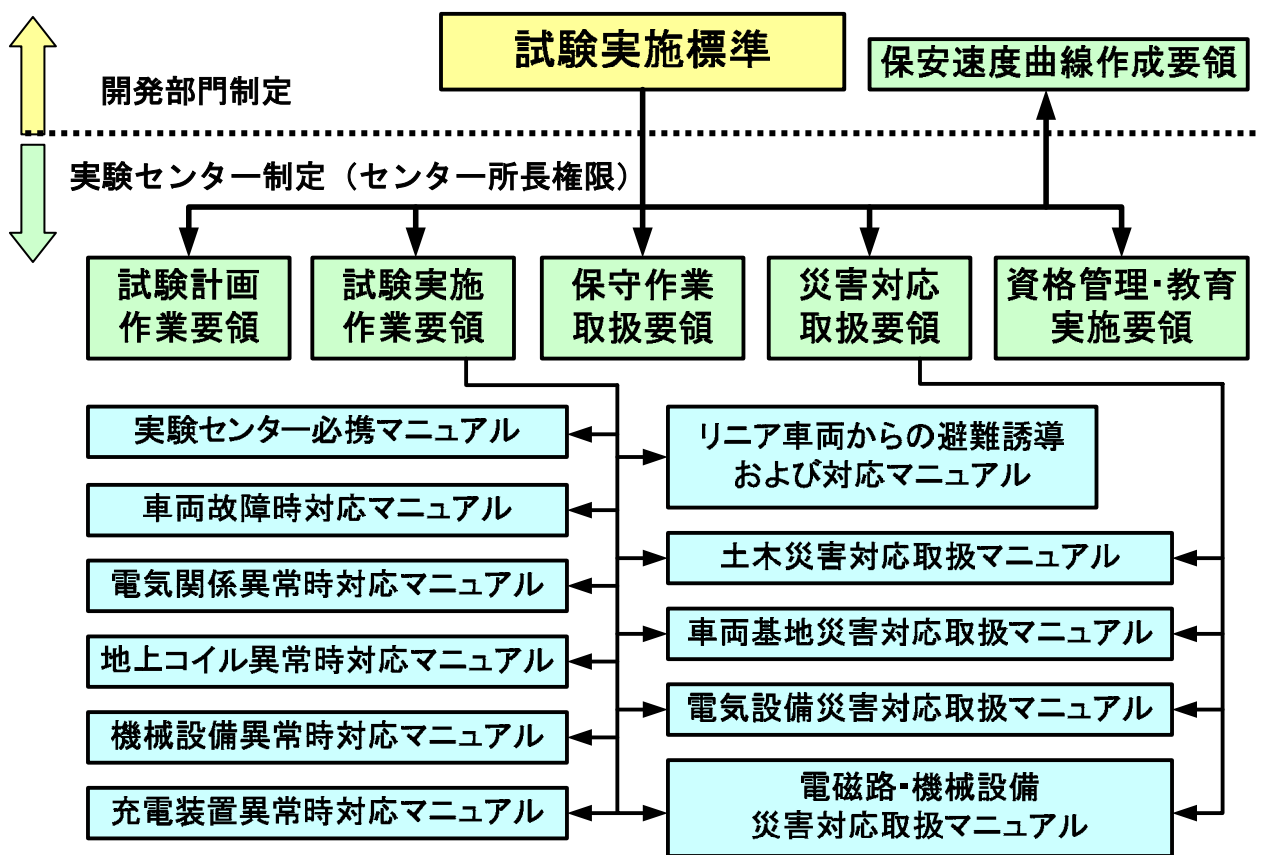 試験実施標準
保安速度曲線作成要領
開発部門制定
実験センター制定（センター所長権限）
試験計画
作業要領
試験実施
作業要領
保守作業
取扱要領
災害対応
取扱要領
資格管理・教育
実施要領
実験センター必携マニュアル
車両故障時対応マニュアル
電気関係異常時対応マニュアル
地上コイル異常時対応マニュアル
機械設備異常時対応マニュアル
充電装置異常時対応マニュアル
リニア車両からの避難誘導
および対応マニュアル
土木災害対応取扱マニュアル
車両基地災害対応取扱マニュアル
電気設備災害対応取扱マニュアル
電磁路・機械設備
災害対応取扱マニュアル